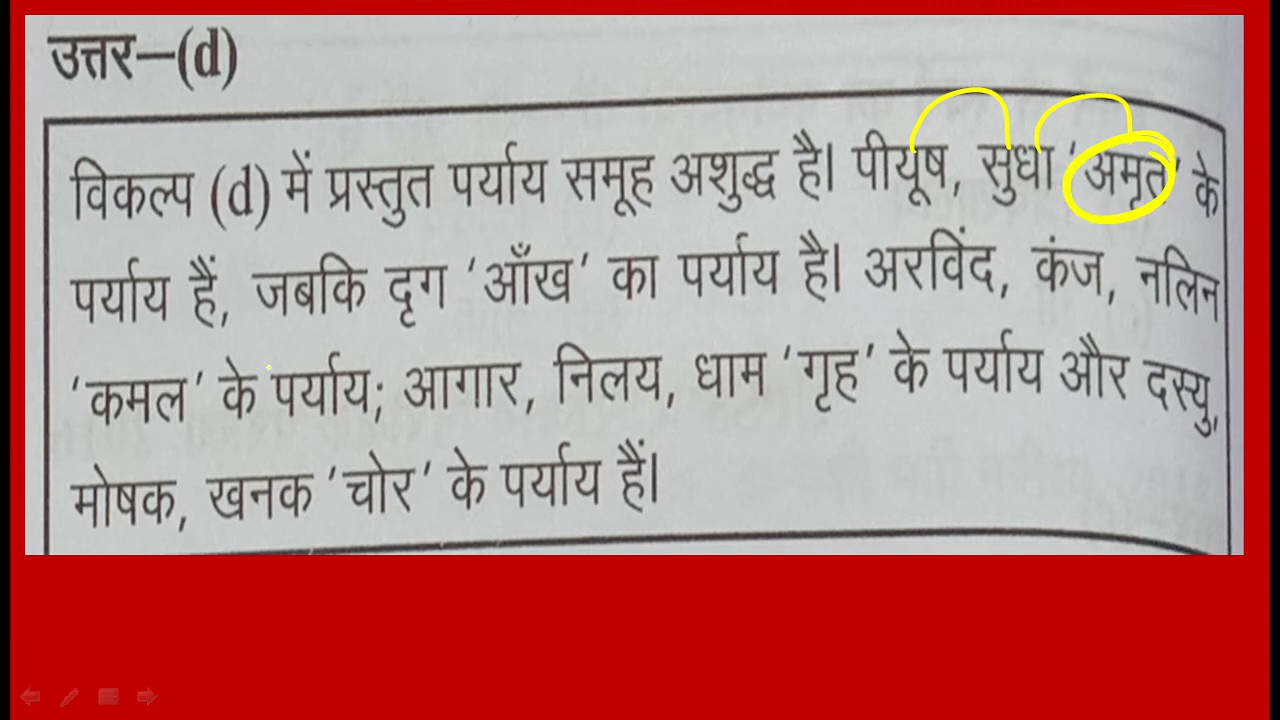 उत्तर–(d)
विकल्प (d) में प्रस्तुत पर्याय समूह अशुद्ध है। पीयूष, सुधा ‘अमृत’ के
पर्याय हैं, जबकि दृग ‘आँख’ का पर्याय है। अरविंद, कंज, नलिन
‘कमल’ के पर्याय; आगार, निलय, धाम ‘गृह’ के पर्याय और दस्यु,
मोषक, खनक ‘चोर’ के पर्याय हैं।